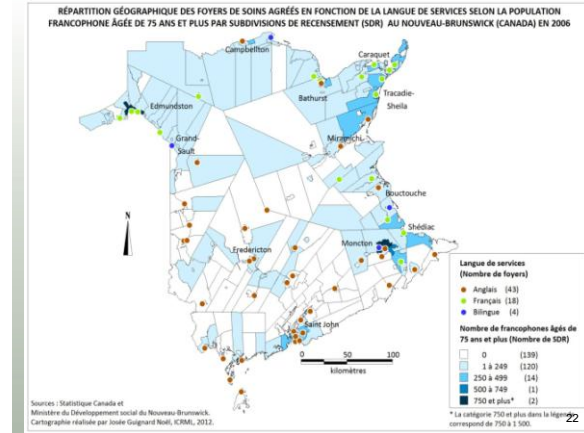 RÉPARTITION GÉOGRAPHIQUE DES FOYERS DE SOINS AGRÉÉS EN FONCTION DE LA LANGUE DE SERVICES SELON LA POPULATION
FRANCOPHONE ÂGÉE DE 75 ANS ET PLUS PAR SUBDIVISIONS DE RECENSEMENT (SDR) AU NOUVEAU-BRUNSWICK (CANADA) EN 2006
Campbellton
Caraquet
Bathurst
Tracadie-
Sheila
Edmundston
Grand-
Sault
Miramichi
Bouctouche
Shédiac
N
Fredericton
Moncton
Saint John
0 50 100
kilomètres
Langue de services
(Nombre de foyers)
Anglais (43)
Français (18)
Bilingue (4)
Nombre de francophones âgés de
75 ans et plus (Nombre de SDR)
0 (139)
1 à 249 (120)
250 à 499 (14)
500 à 749 (1)
750 et plus* (2)
* La catégorie 750 et plus dans la légende
correspond de 750 à 1 500.
Sources : Statistique Canada et
Ministère du Développement social du Nouveau-Brunswick.
Cartographie réalisée par Josée Guignard Noël, ICRML, 2012.
22